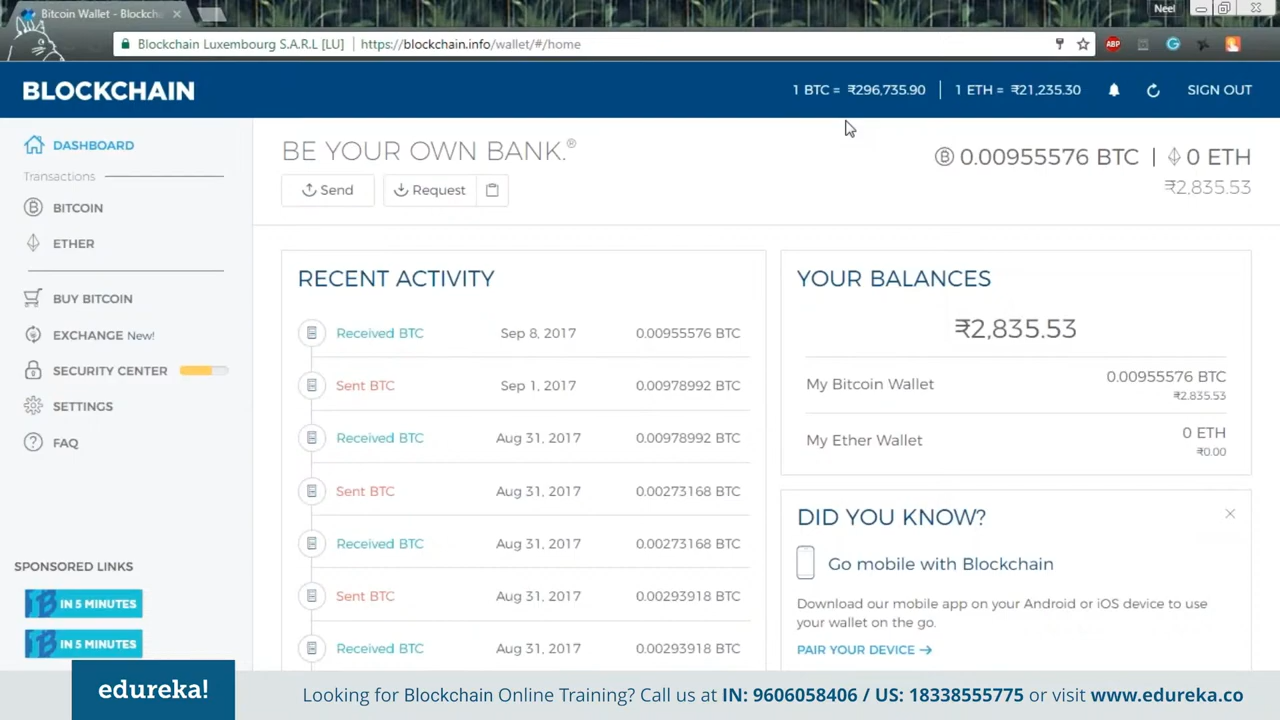 Bitcoin Wallet - Blockch
Neel
Blockchain Luxembourg S.A.R.L [LU] | https://blockchain.info/wallet/#/home
ABP
BLOCKCHAIN
1 BTC = ₹296,735.90 | 1 ETH = ₹21,235.30
SIGN OUT
DASHBOARD
Transactions
BITCOIN
ETHER
BUY BITCOIN
EXCHANGE New!
SECURITY CENTER
SETTINGS
FAQ
SPONSORED LINKS
IN 5 MINUTES
IN 5 MINUTES
BE YOUR OWN BANK.®
Send
Request
0.00955576 BTC | 0 ETH
₹2,835.53
RECENT ACTIVITY
Received BTC Sep 8, 2017 0.00955576 BTC
Sent BTC Sep 1, 2017 0.00978992 BTC
Received BTC Aug 31, 2017 0.00978992 BTC
Sent BTC Aug 31, 2017 0.00273168 BTC
Received BTC Aug 31, 2017 0.00273168 BTC
Sent BTC Aug 31, 2017 0.00293918 BTC
Received BTC Aug 31, 2017 0.00293918 BTC
YOUR BALANCES
₹2,835.53
My Bitcoin Wallet 0.00955576 BTC
₹2,835.53
My Ether Wallet 0 ETH
₹0.00
DID YOU KNOW?
Go mobile with Blockchain
Download our mobile app on your Android or iOS device to use
your wallet on the go.
PAIR YOUR DEVICE →
edureka!
Looking for Blockchain Online Training? Call us at IN: 9606058406 / US: 18338555775 or visit www.edureka.co